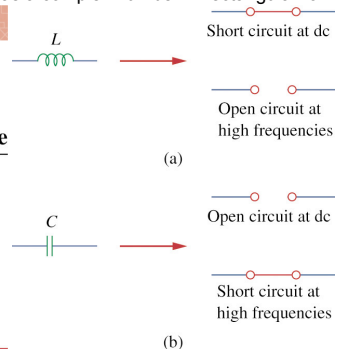 Short circuit at dc
L
Open circuit at
high frequencies
e
(a)
Open circuit at dc
C
Short circuit at
high frequencies
(b)